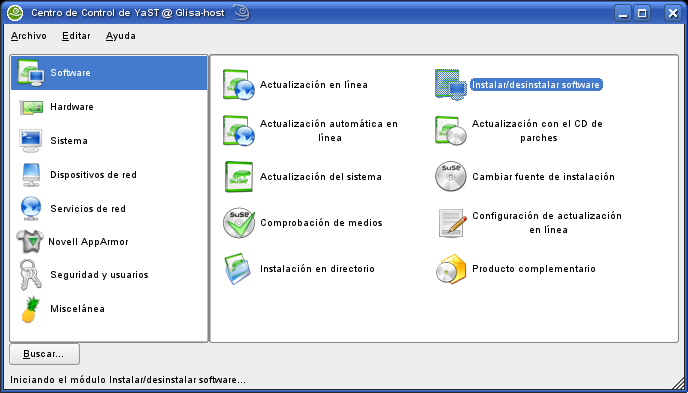 Centro de Control de YaST @ Glisa-host
Archivo Editar Ayuda
Software
Hardware
Sistema
Dispositivos de red
Servicios de red
Novell AppArmor
Seguridad y usuarios
Miscelánea
Actualización en línea
Instalar/desinstalar software
Actualización automática en
línea
Actualización con el CD de
parches
Actualización del sistema
Cambiar fuente de instalación
Comprobación de medios
Configuración de actualización
en línea
Instalación en directorio
Producto complementario
Buscar...
Iniciando el módulo Instalar/desinstalar software...